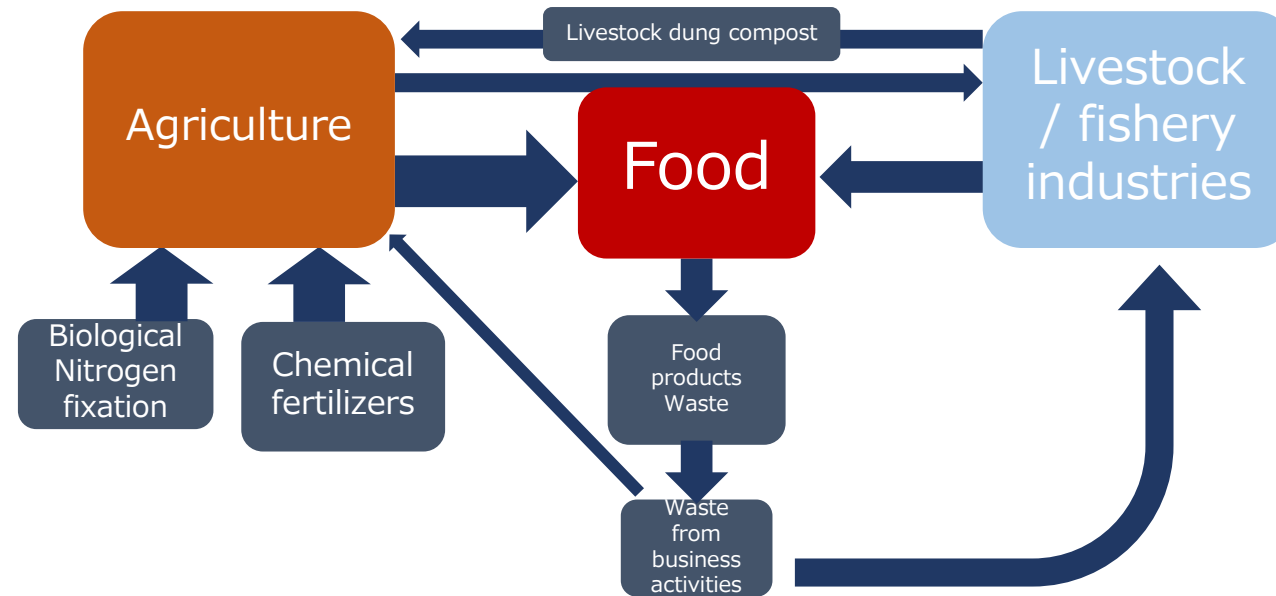 Livestock dung compost
Agriculture
Food
Livestock
/ fishery
industries
Biological
Nitrogen
fixation
Chemical
fertilizers
Food
products
Waste
Waste
from
business
activities